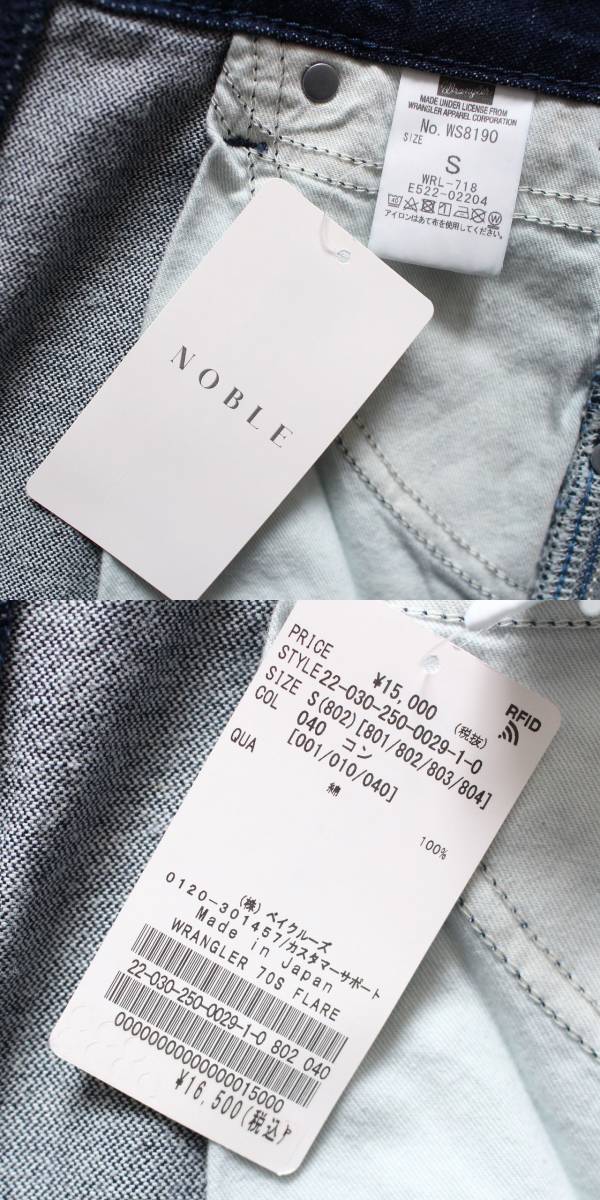 Wrangler
MADE UNDER LICENSE FROM
WRANGLER APPAREL CORPORATION
No. WS8190
SIZE
S
WRL-718
E522-02204
40
アイロンはあて布を使用してください。
NOBLE
PRICE ¥15,000 (税抜)
STYLE 22-030-250-0029-1-0
SIZE S(802)[801/802/803/804]
COL 040 コン
[001/010/040]
QUA 綿 100%
RFID
(株) ベイクルーズ
0120-301457/カスタマーサポート
Made in Japan
WRANGLER 70S FLARE
22-030-250-0029-1-0 802 040
0000000000000015000
¥16,500(税込)